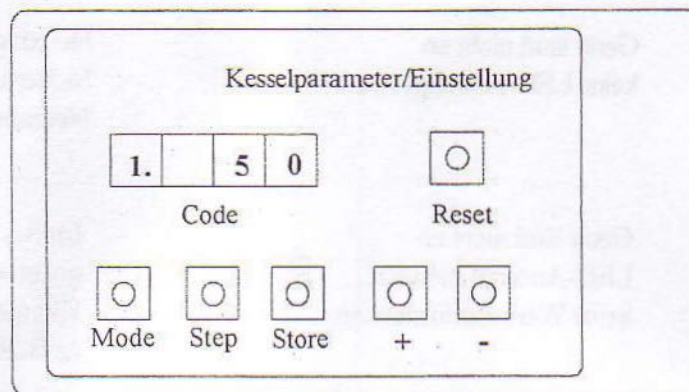 Kesselparameter/Einstellung
1. 5 0
Code Reset
Mode Step Store + -